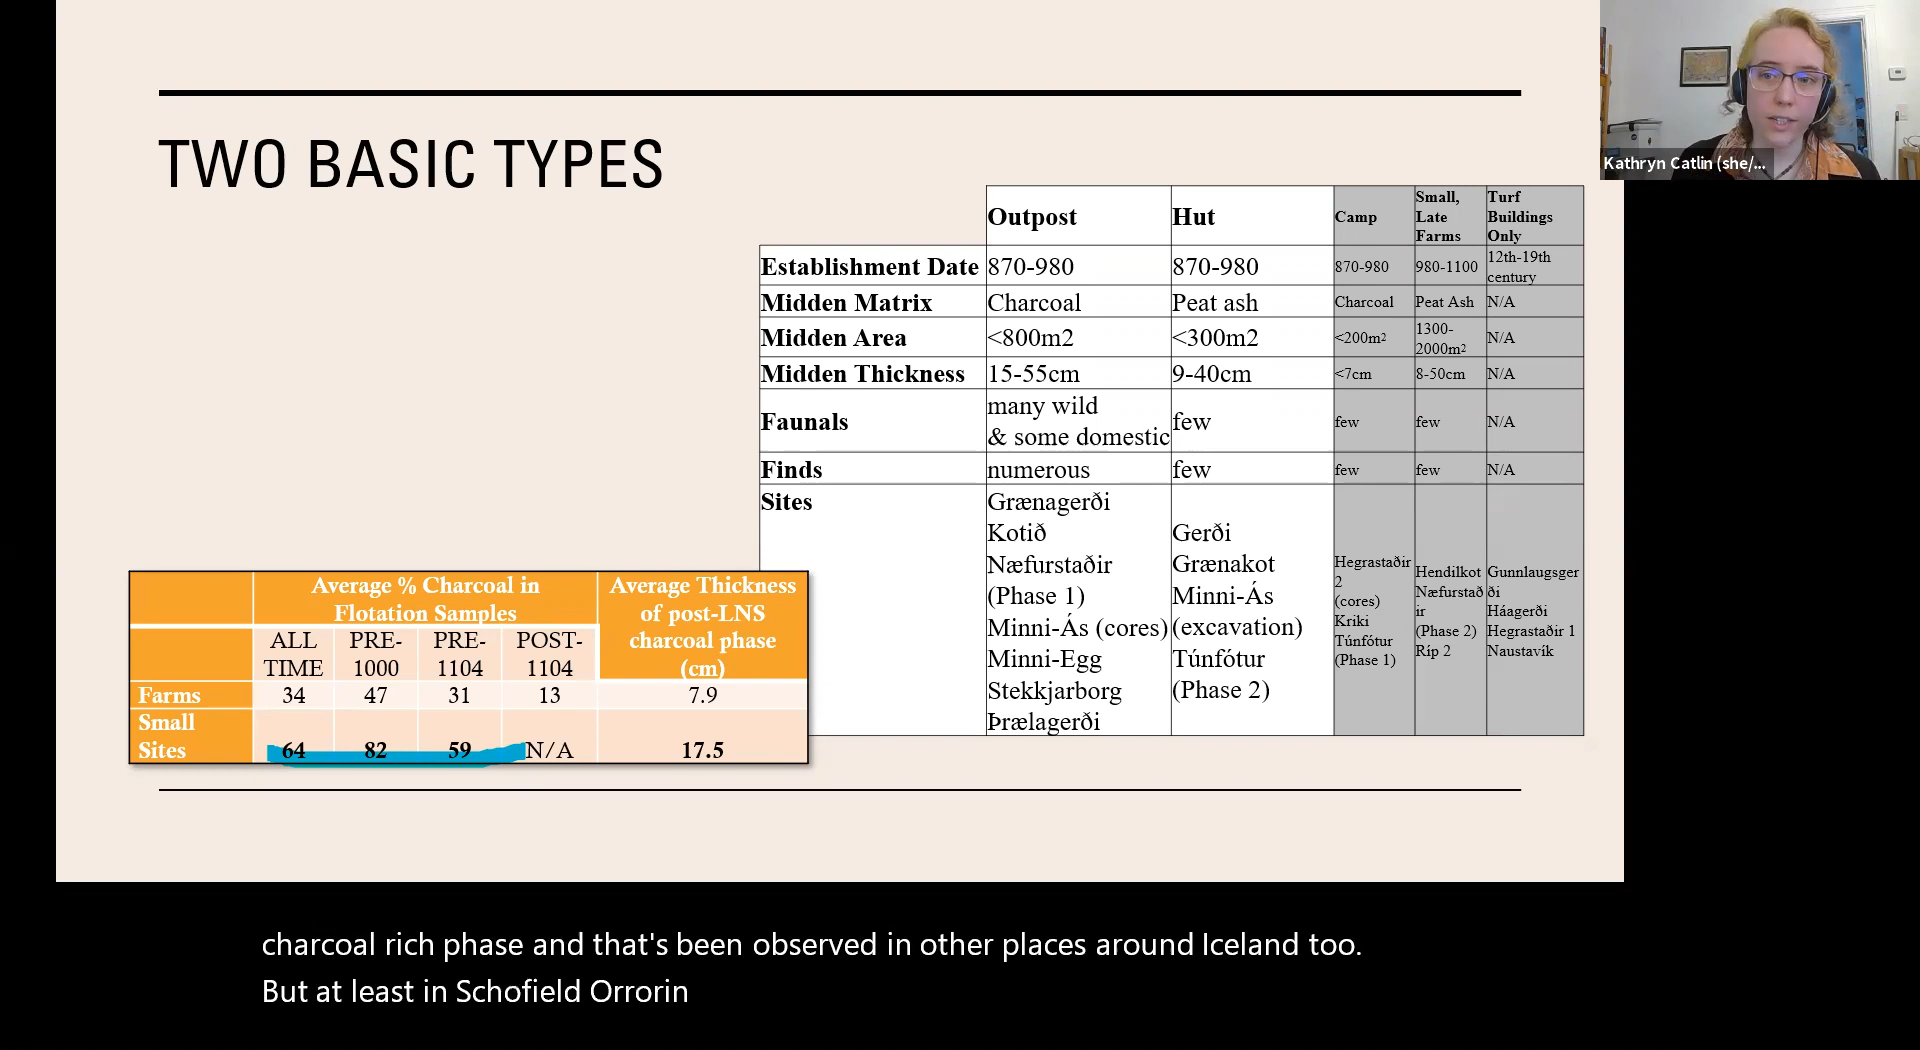 TWO BASIC TYPES
Kathryn Catlin (she/...
Outpost Hut Camp Small, Late Farms Turf Buildings Only
Establishment Date 870-980 870-980 870-980 980-1100 12th-19th century
Midden Matrix Charcoal Peat ash Charcoal Peat Ash N/A
Midden Area <800m2 <300m2 <200m² 1300-2000m² N/A
Midden Thickness 15-55cm 9-40cm <7cm 8-50cm N/A
Faunals many wild & some domestic few few few N/A
Finds numerous few few few N/A
Sites
Grænagerði
Kotið
Næfurstaðir
(Phase 1)
Minni-Ás (cores)
Minni-Egg
Stekkjarborg
Þrælagerði
Gerði
Grænakot
Minni-Ás
(excavation)
Túnfótur
(Phase 2)
Hegrastaðir
2
(cores)
Kriki
Túnfótur
(Phase 1)
Hendilkot
Næfurstað
ir
(Phase 2)
Ríp 2
Gunnlaugsger
ði
Háagerði
Hegrastaðir 1
Naustavík
Average % Charcoal in
Flotation Samples
Average Thickness
of post-LNS
charcoal phase
(cm)
ALL TIME PRE-1000 PRE-1104 POST-1104
Farms 34 47 31 13 7.9
Small Sites 64 82 59 N/A 17.5
charcoal rich phase and that's been observed in other places around Iceland too.
But at least in Schofield Orrorin